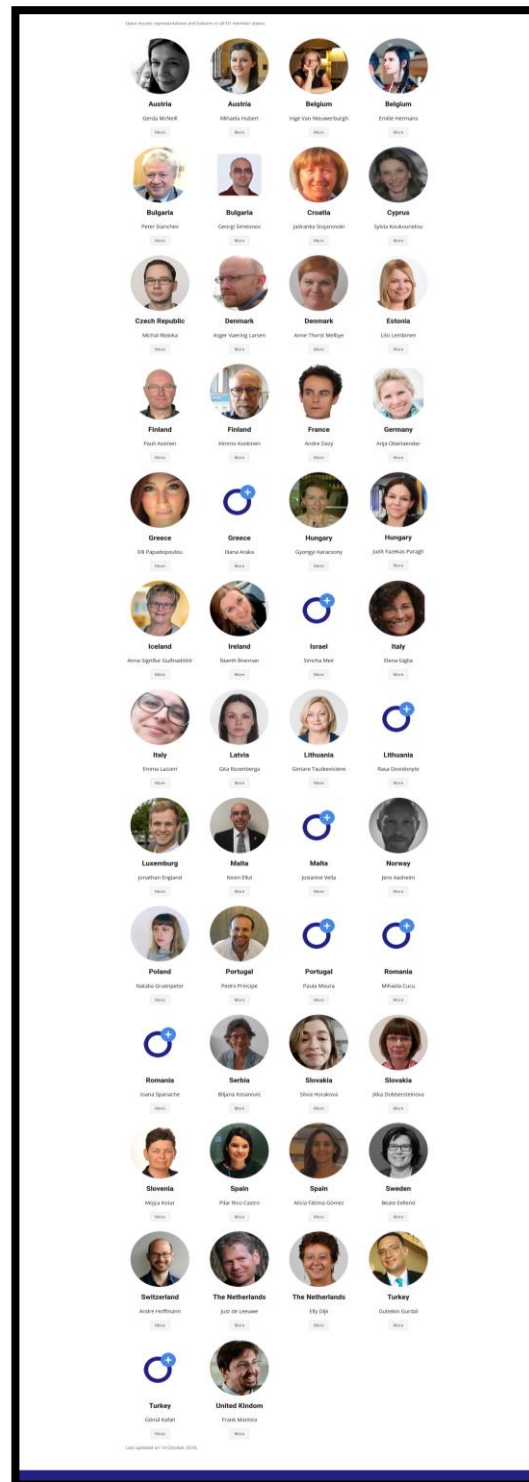 Open Access representatives and liaisons in all EU member states
Austria Austria Belgium Belgium
Gerda McNeill Mihaela Hubert Inge Van Nieuwerburgh Emilie Hermans
More More More More
Bulgaria Bulgaria Croatia Cyprus
Peter Stanchev Georgi Simeonov Jadranka Stojanovski Sylvia Koukounidou
More More More More
Czech Republic Denmark Denmark Estonia
Michal Růžička Asger Vaering Larsen Anne Thorst Melbye Liisi Lembinen
More More More More
Finland Finland France Germany
Pauli Assinen Kimmo Koskinen Andre Dazy Anja Oberlaender
More More More More
Greece Greece Hungary Hungary
Elli Papadopoulou Iliana Araka Gyongyi Karacsony Judit Fazekas-Paragh
More More More More
Iceland Ireland Israel Italy
Anna Sigríður Guðnadóttir Niamh Brennan Simcha Meir Elena Giglia
More More More More
Italy Latvia Lithuania Lithuania
Emma Lazzeri Gita Rozenberga Gintare Tautkeviciene Rasa Dovidonyte
More More More More
Luxemburg Malta Malta Norway
Jonathan England Kevin Ellul Josianne Vella Jens Aasheim
More More More More
Poland Portugal Portugal Romania
Natalia Gruenpeter Pedro Principe Paula Moura Mihaela Cucu
More More More More
Romania Serbia Slovakia Slovakia
Ioana Spanache Biljana Kosanovic Silvia Horakova Jitka Dobbersteinova
More More More More
Slovenia Spain Spain Sweden
Mojca Kotar Pilar Rico Castro Alicia Fátima Gómez Beate Eellend
More More More More
Switzerland The Netherlands The Netherlands Turkey
Andre Hoffmann Just de Leeuwe Elly Dijk Gultekin Gurdal
More More More More
Turkey United Kindom
Gönül Kafali Frank Manista
More More
Last updated on 14 October 2018